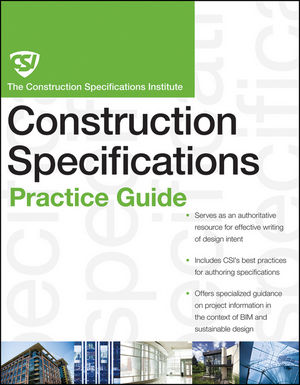 CSI
The Construction Specifications Institute
Construction
Specifications
Practice Guide
• Serves as an authoritative
resource for effective writing
of design intent
• Includes CSI's best practices
for authoring specifications
• Offers specialized guidance
on project information in
the context of BIM and
sustainable design